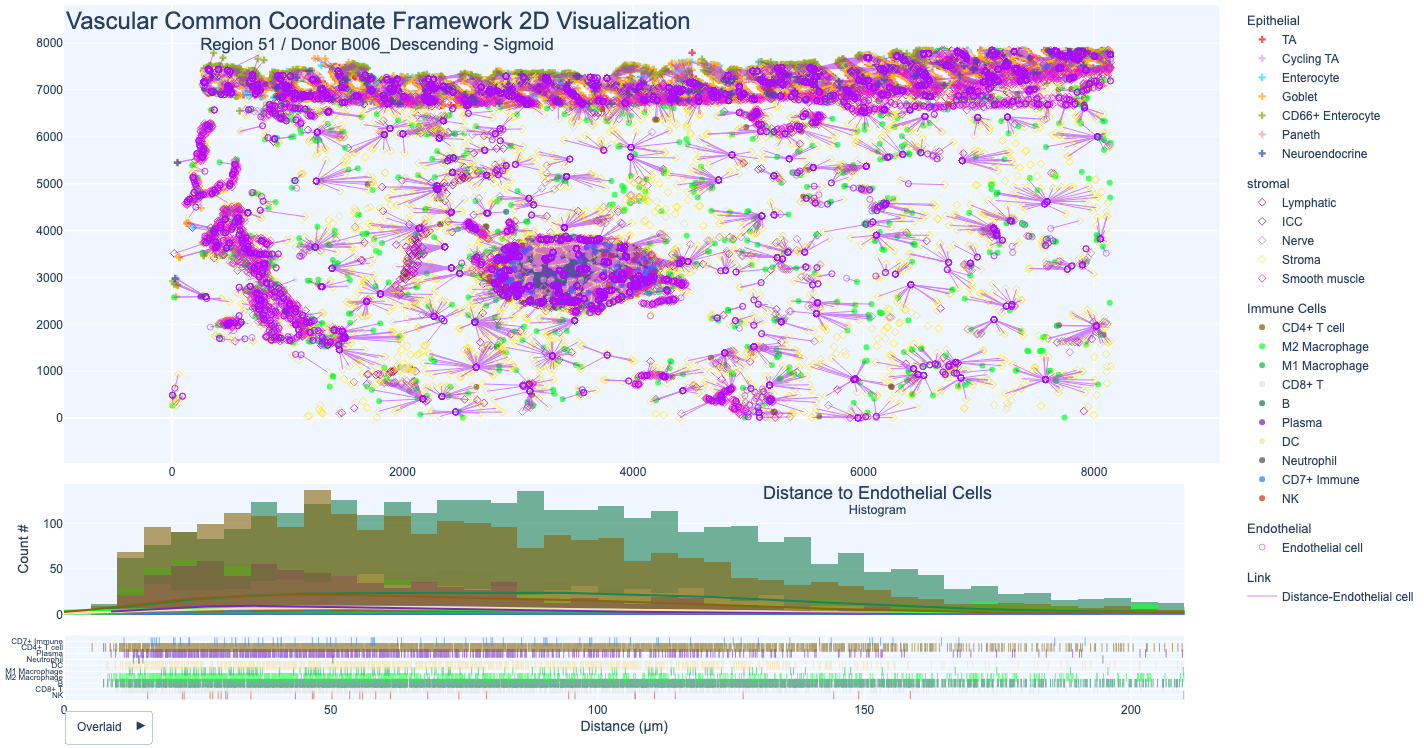 Vascular Common Coordinate Framework 2D Visualization
Region 51 / Donor B006_Descending - Sigmoid
8000
7000
6000
5000
4000
3000
2000
1000
0
0
2000
4000
6000
8000
Epithelial
TA
Cycling TA
Enterocyte
Goblet
CD66+ Enterocyte
Paneth
Neuroendocrine
stromal
Lymphatic
ICC
Nerve
Stroma
Smooth muscle
Immune Cells
CD4+ T cell
M2 Macrophage
M1 Macrophage
CD8+ T
B
Plasma
DC
Neutrophil
CD7+ Immune
NK
Endothelial
Endothelial cell
Link
Distance-Endothelial cell
Distance to Endothelial Cells
Histogram
Count #
100
50
0
CD7+ Immune
CD4+ T cell
Plasma
Neutrophil
DC
M1 Macrophage
M2 Macrophage
B
CD8+ T
NK
0
50
100
150
200
Distance (μm)
Overlaid ►